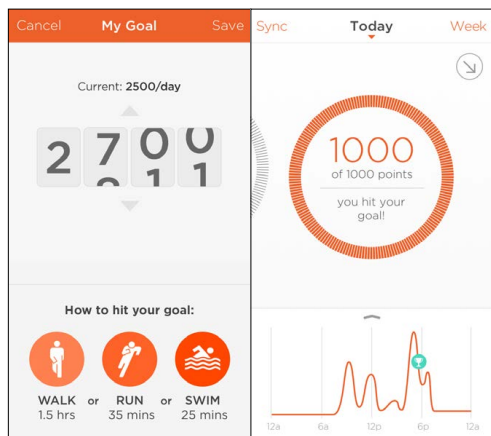 Cancel My Goal Save
Current: 2500/day
2 7 0 0
1 1
How to hit your goal:
WALK or RUN or SWIM
1.5 hrs 35 mins 25 mins
Sync Today Week
1000
of 1000 points
you hit your
goal!
12a 6a 12p 6p 12a